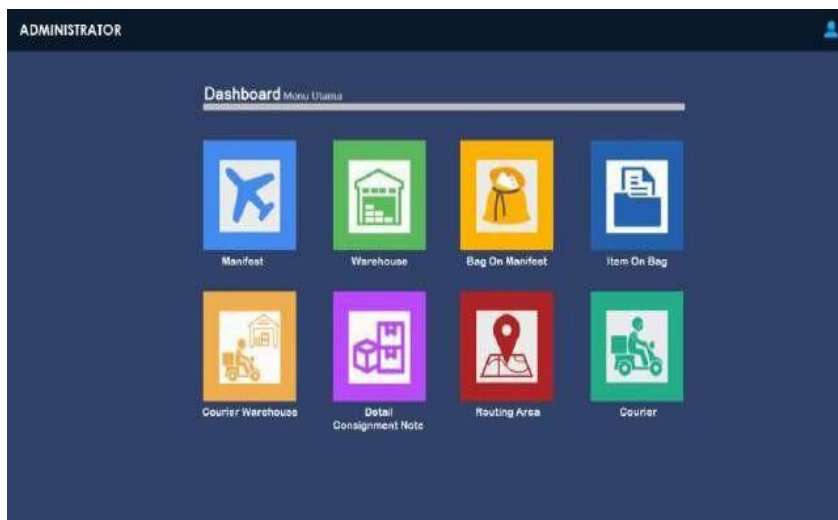 ADMINISTRATOR
Dashboard Menu Utama
Manifest
Warehouse
Bag On Manifest
Item On Bag
Courier Warehouse
Detail
Consignment Note
Routing Area
Courier